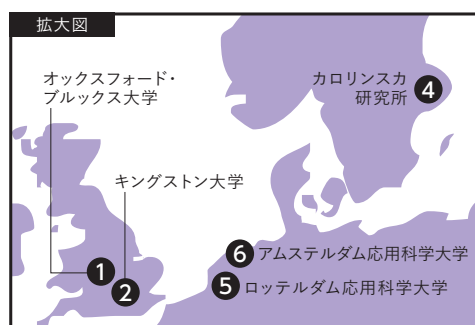 拡大図
オックスフォード・
ブルックス大学
カロリンスカ
研究所
4
キングストン大学
1
2
6 アムステルダム応用科学大学
5 ロッテルダム応用科学大学